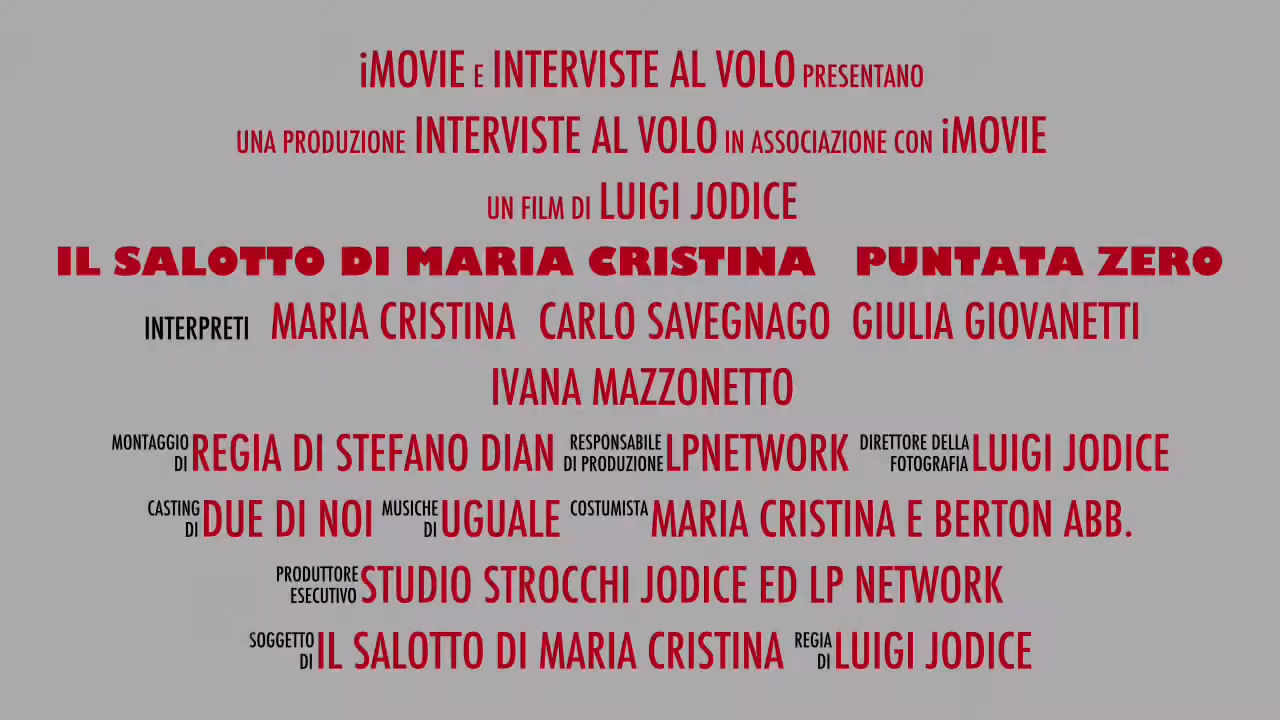 iMOVIE E INTERVISTE AL VOLO PRESENTANO
UNA PRODUZIONE INTERVISTE AL VOLO IN ASSOCIAZIONE CON iMOVIE
UN FILM DI LUIGI JODICE
IL SALOTTO DI MARIA CRISTINA PUNTATA ZERO
INTERPRETI MARIA CRISTINA CARLO SAVEGNAGO GIULIA GIOVANETTI
IVANA MAZZONETTO
MONTAGGIO DI REGIA DI STEFANO DIAN RESPONSABILE DI PRODUZIONE LPNETWORK DIRETTORE DELLA FOTOGRAFIA LUIGI JODICE
CASTING DI DUE DI NOI MUSICHE DI UGUALE COSTUMISTA MARIA CRISTINA E BERTON ABB.
PRODUTTORE ESECUTIVO STUDIO STROCCHI JODICE ED LP NETWORK
SOGGETTO DI IL SALOTTO DI MARIA CRISTINA REGIA DI LUIGI JODICE